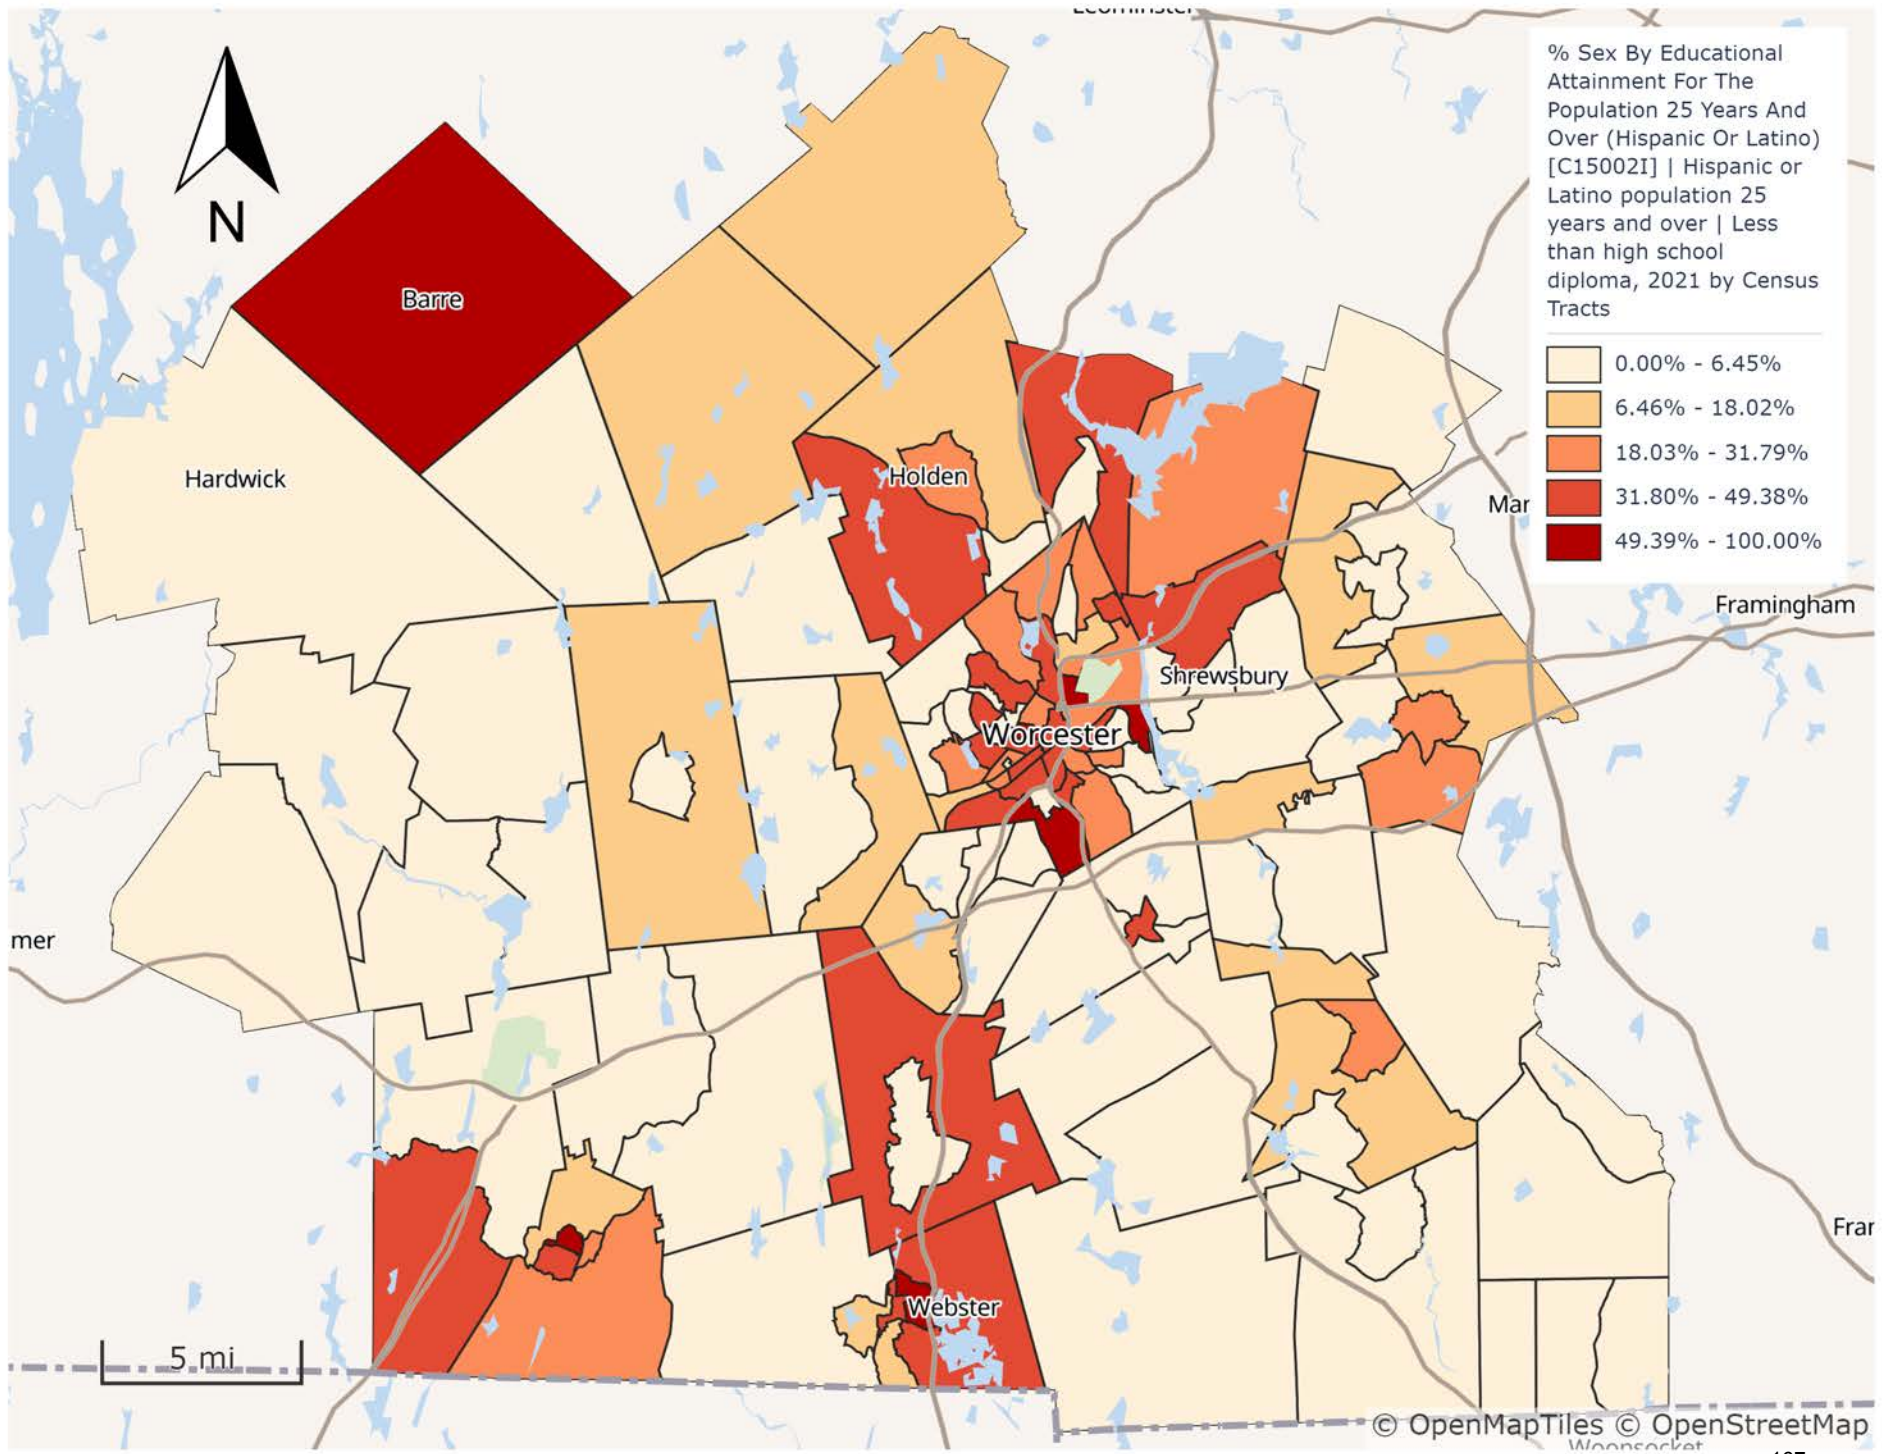 % Sex By Educational
Attainment For The
Population 25 Years And
Over (Hispanic Or Latino)
[C15002I] | Hispanic or
Latino population 25
years and over | Less
than high school
diploma, 2021 by Census
Tracts
0.00% - 6.45%
6.46% - 18.02%
18.03% - 31.79%
31.80% - 49.38%
49.39% - 100.00%
N
Leominster
Barre
Hardwick
Holden
Mar
Framingham
Shrewsbury
Worcester
mer
Fran
Webster
5 mi
© OpenMapTiles © OpenStreetMap
Woonsocket